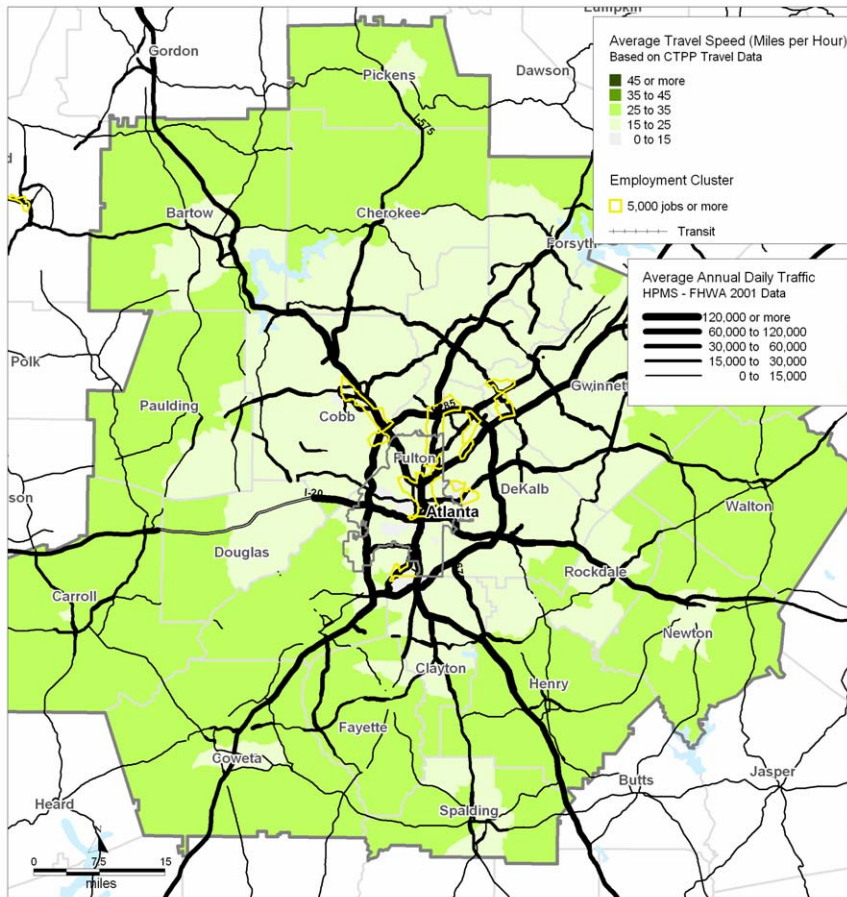 Lumpkin
Gordon
Pickens
Dawson
I-575
Bartow
Cherokee
Forsyth
Polk
Paulding
Cobb
Gwinnett
85
Fulton
DeKalb
I-20
Atlanta
Walton
Douglas
Rockdale
Carroll
Newton
Clayton
Henry
Fayette
Coweta
Butts
Jasper
Heard
Spalding
0 7.5 15
miles
Average Travel Speed (Miles per Hour)
Based on CTPP Travel Data
45 or more
35 to 45
25 to 35
15 to 25
0 to 15
Employment Cluster
5,000 jobs or more
Transit
Average Annual Daily Traffic
HPMS - FHWA 2001 Data
120,000 or more
60,000 to 120,000
30,000 to 60,000
15,000 to 30,000
0 to 15,000